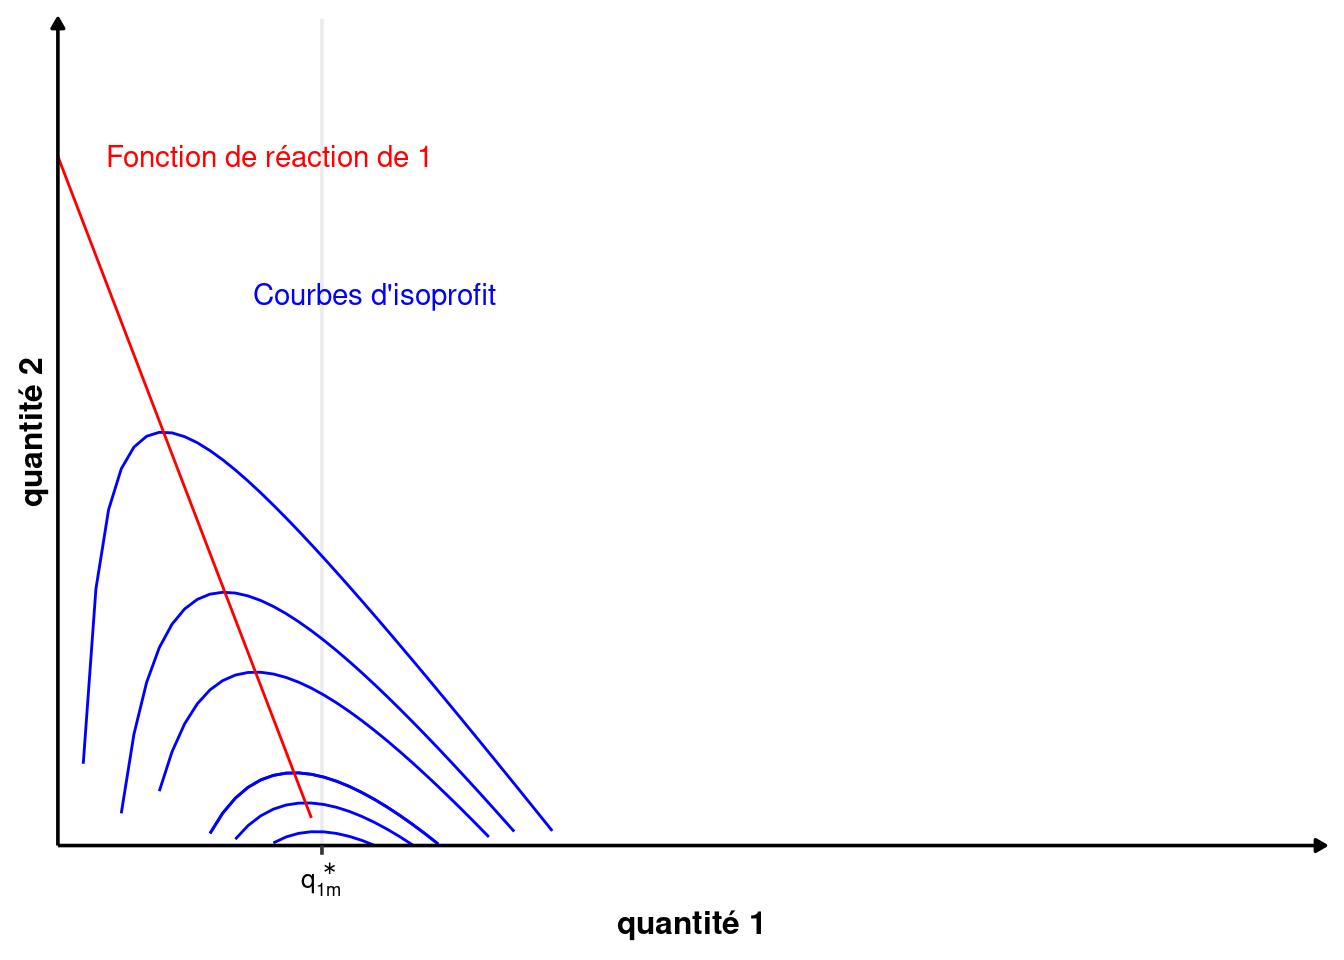 Fonction de réaction de 1
Courbes d'isoprofit
quantité 2
q*1m
quantité 1